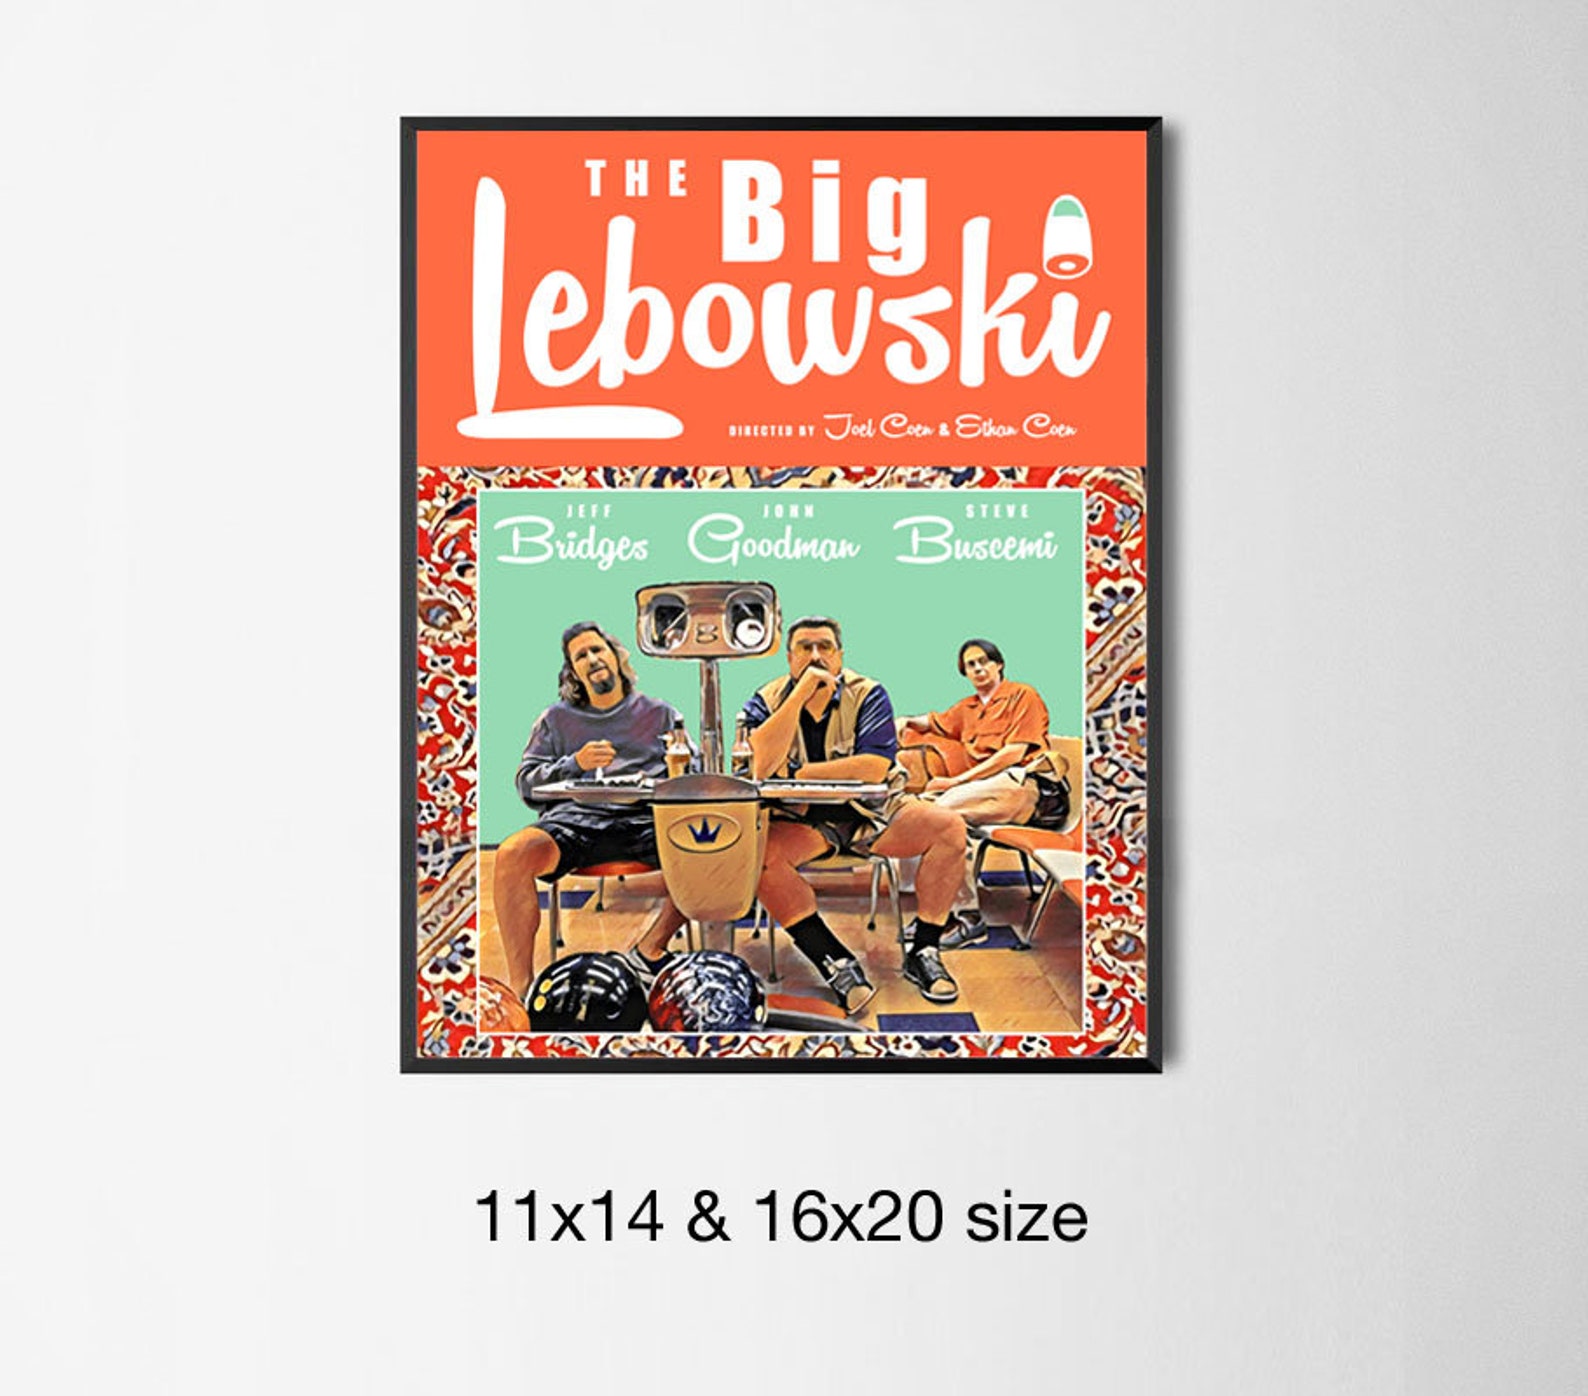 THE Big
Lebowski
DIRECTED BY Joel Coen & Ethan Coen
JEFF JOHN STEVE
Bridges Goodman Buscemi
B
11x14 & 16x20 size